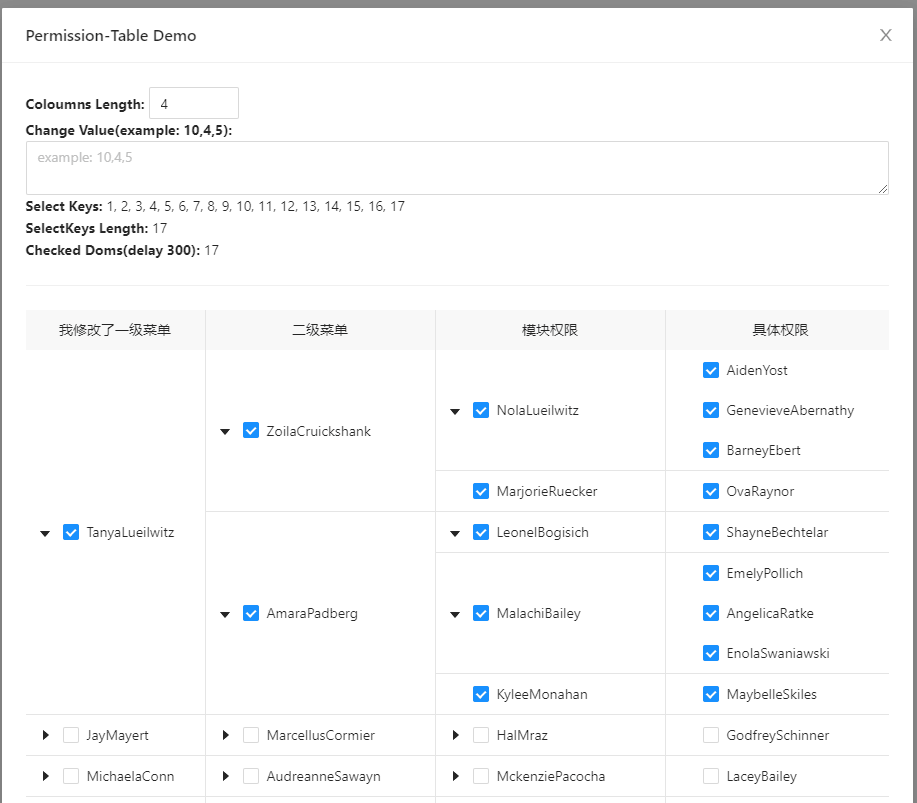 Permission-Table Demo
Coloumns Length: 4
Change Value(example: 10,4,5):
example: 10,4,5
Select Keys: 1, 2, 3, 4, 5, 6, 7, 8, 9, 10, 11, 12, 13, 14, 15, 16, 17
SelectKeys Length: 17
Checked Doms(delay 300): 17
我修改了一级菜单 二级菜单 模块权限 具体权限
AidenYost
NolaLueilwitz GenevieveAbernathy
ZoilaCruickshank
BarneyEbert
MarjorieRuecker OvaRaynor
TanyaLueilwitz LeonelBogisich ShayneBechtelar
EmelyPollich
AmaraPadberg MalachiBailey AngelicaRatke
EnolaSwaniawski
KyleeMonahan MaybelleSkiles
JayMayert MarcellusCormier HalMraz GodfreySchinner
MichaelaConn AudreanneSawayn MckenziePacocha LaceyBailey